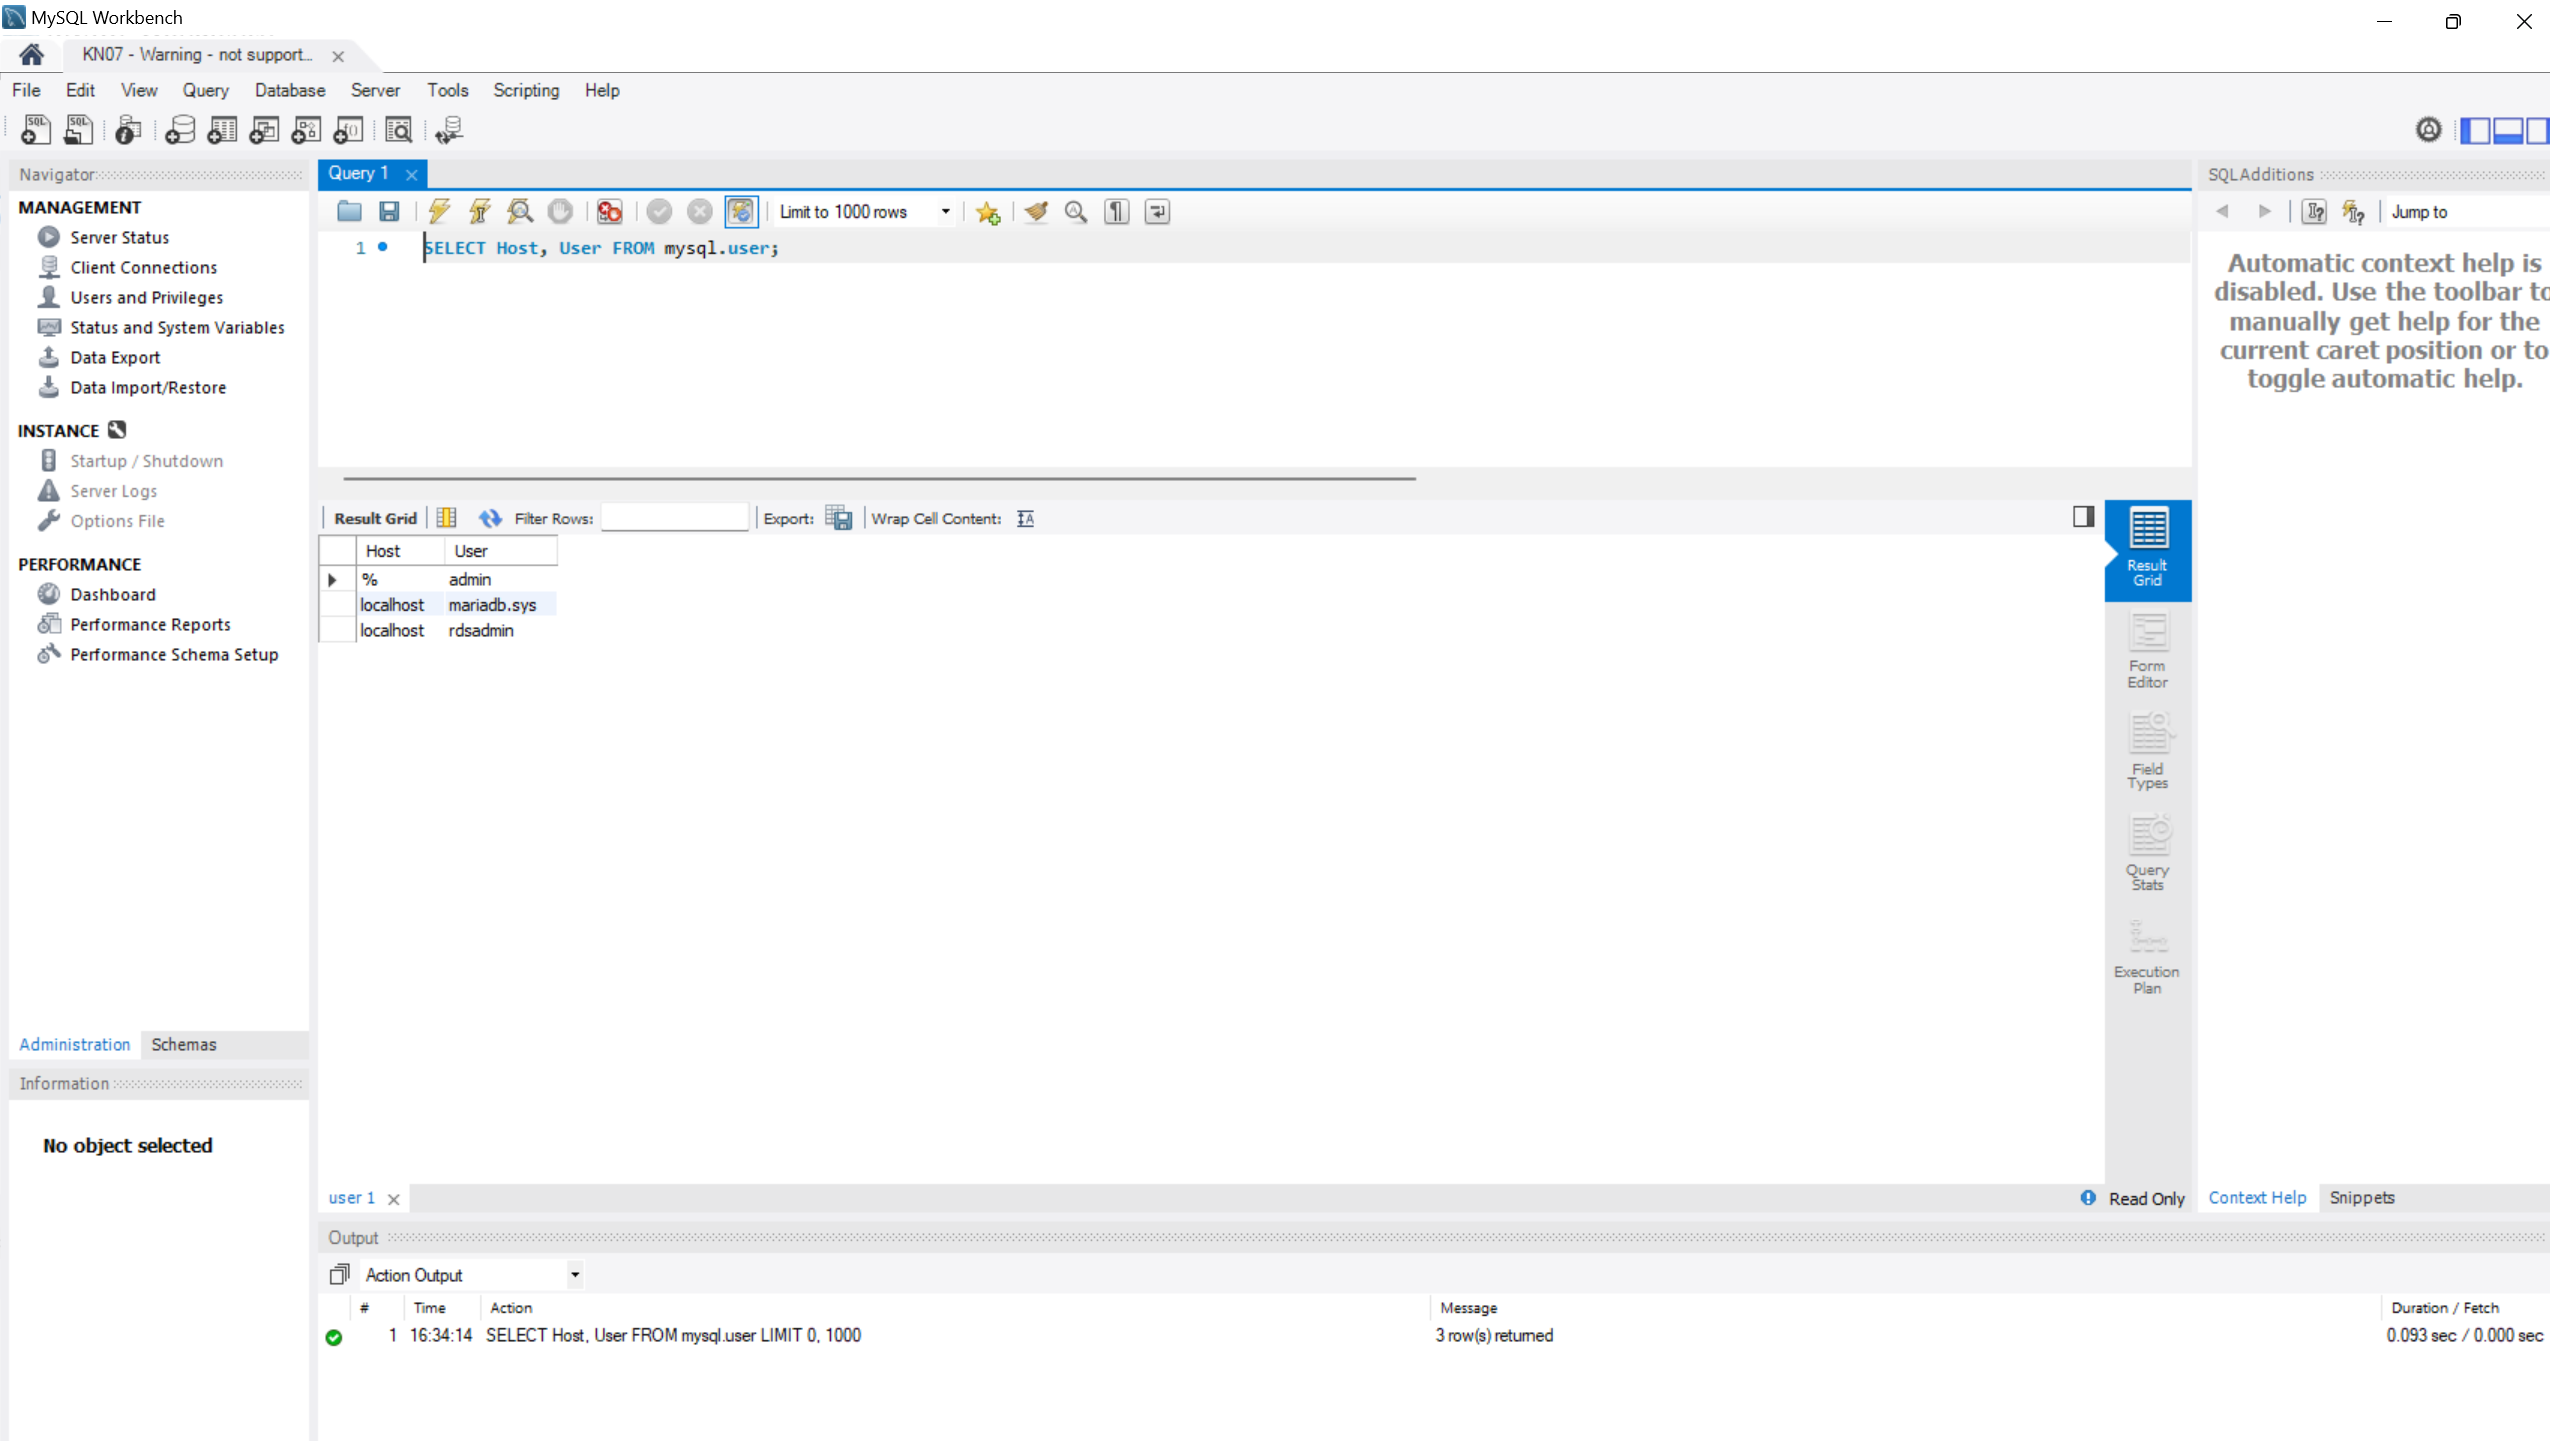 MySQL Workbench
KN07 - Warning - not support...
File Edit View Query Database Server Tools Scripting Help
Navigator
MANAGEMENT
Server Status
Client Connections
Users and Privileges
Status and System Variables
Data Export
Data Import/Restore
INSTANCE
Startup / Shutdown
Server Logs
Options File
PERFORMANCE
Dashboard
Performance Reports
Performance Schema Setup
Administration Schemas
Information
No object selected
Query 1
Limit to 1000 rows
1 SELECT Host, User FROM mysql.user;
Result Grid Filter Rows: Export: Wrap Cell Content:
Host User
% admin
localhost mariadb.sys
localhost rdsadmin
Result
Grid
Form
Editor
Field
Types
Query
Stats
Execution
Plan
user 1
Read Only
SQLAdditions
Jump to
Automatic context help is
disabled. Use the toolbar to
manually get help for the
current caret position or to
toggle automatic help.
Context Help Snippets
Output
Action Output
# Time Action Message Duration / Fetch
1 16:34:14 SELECT Host, User FROM mysql.user LIMIT 0, 1000 3 row(s) returned 0.093 sec / 0.000 sec